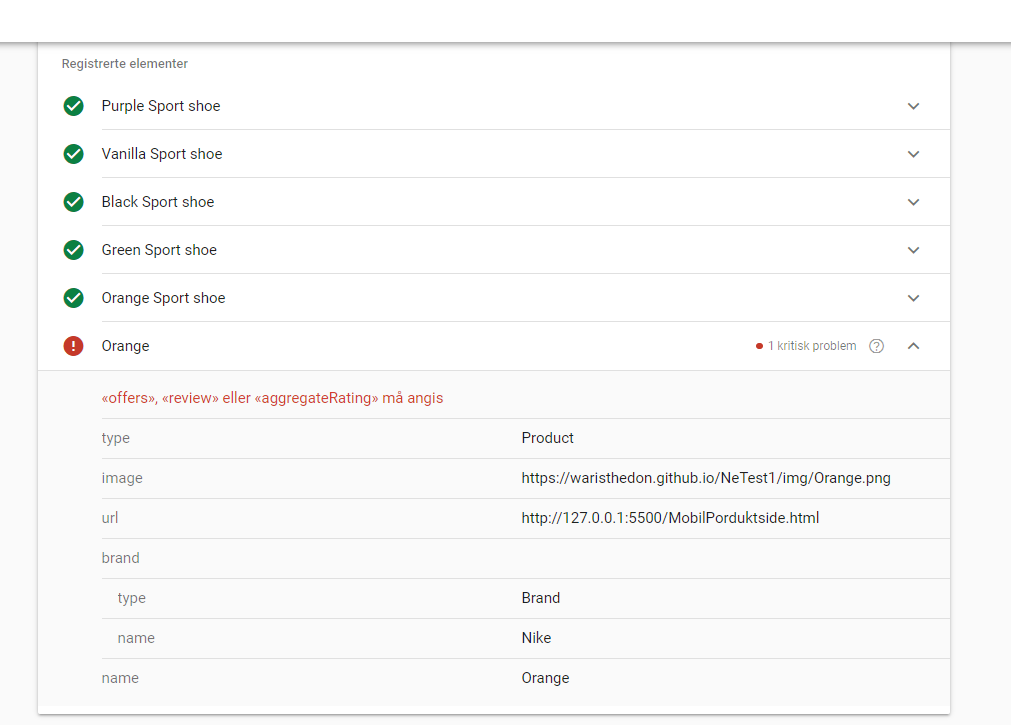 Registrerte elementer
Purple Sport shoe
Vanilla Sport shoe
Black Sport shoe
Green Sport shoe
Orange Sport shoe
Orange 1 kritisk problem
«offers», «review» eller «aggregateRating» må angis
type Product
image https://waristhedon.github.io/NeTest1/img/Orange.png
url http://127.0.0.1:5500/MobilPorduktside.html
brand
type Brand
name Nike
name Orange